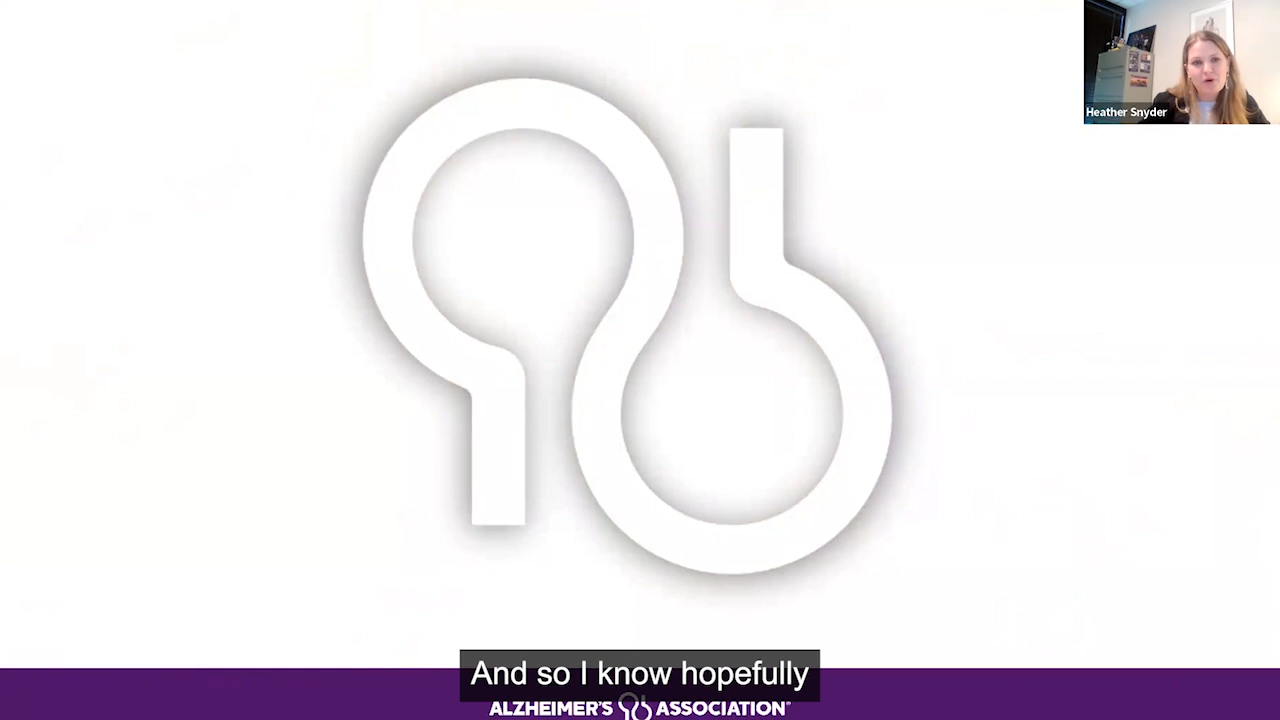 Heather Snyder
And so I know hopefully
ALZHEIMER'S ASSOCIATION®